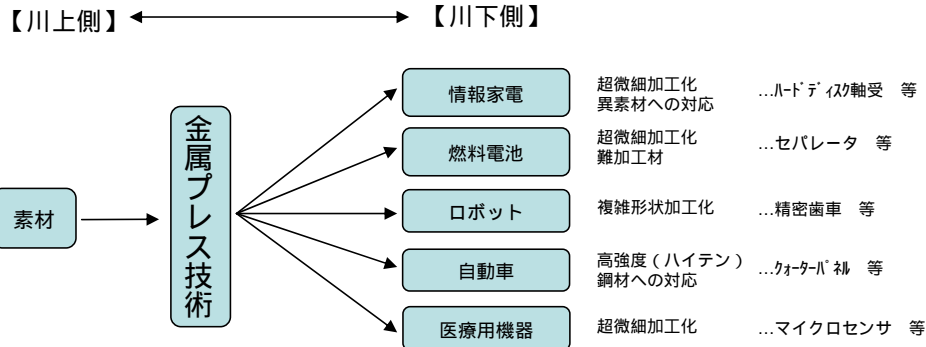 【川上側】
【川下側】
素材
金属プレス技術
情報家電
超微細加工化
異素材への対応
…ﾊｰﾄﾞﾃﾞｨｽｸ軸受 等
燃料電池
超微細加工化
難加工材
…セパレータ 等
ロボット
複雑形状加工化
…精密歯車 等
自動車
高強度（ハイテン）
鋼材への対応
…ｸｫｰﾀｰﾊﾟﾈﾙ 等
医療用機器
超微細加工化
…マイクロセンサ 等